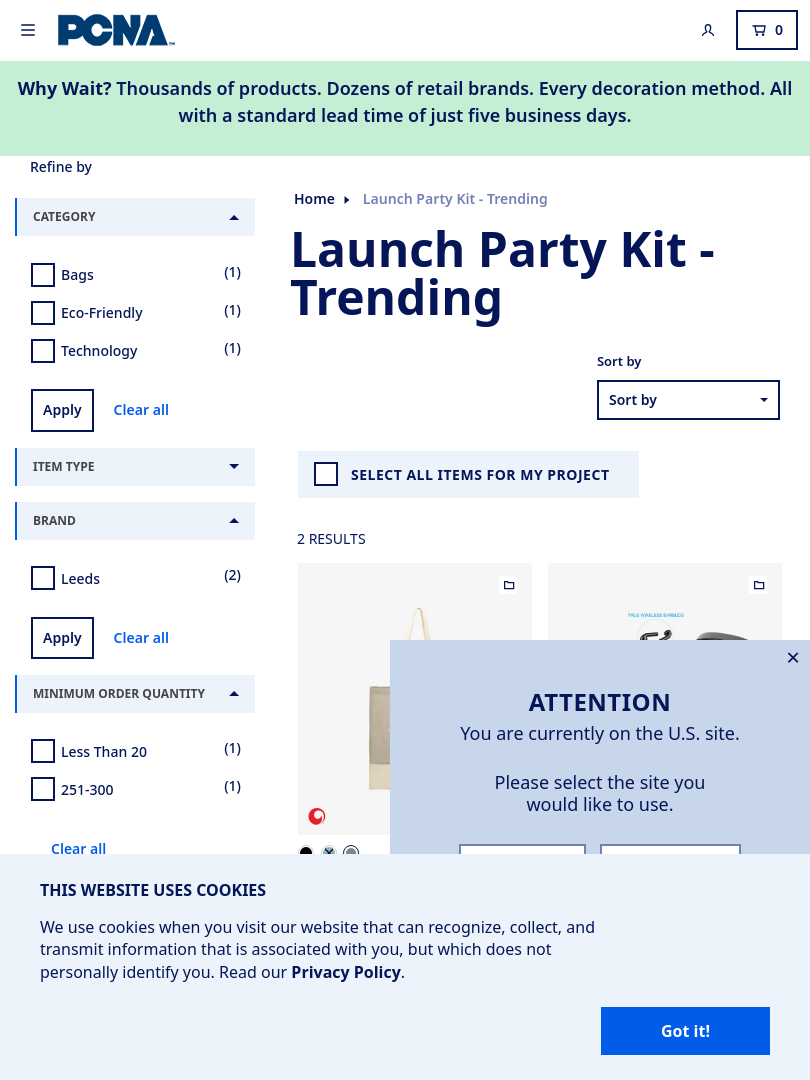 PCNA
0
Why Wait? Thousands of products. Dozens of retail brands. Every decoration method. All
with a standard lead time of just five business days.
Refine by
CATEGORY
Bags
(1)
Eco-Friendly
(1)
Technology
(1)
Apply
Clear all
ITEM TYPE
BRAND
Leeds
(2)
Apply
Clear all
MINIMUM ORDER QUANTITY
Less Than 20
(1)
251-300
(1)
Clear all
Home
Launch Party Kit - Trending
Launch Party Kit -
Trending
Sort by
Sort by
SELECT ALL ITEMS FOR MY PROJECT
2 RESULTS
TRUE WIRELESS EARBUDS
ATTENTION
You are currently on the U.S. site.
Please select the site you
would like to use.
THIS WEBSITE USES COOKIES
We use cookies when you visit our website that can recognize, collect, and
transmit information that is associated with you, but which does not
personally identify you. Read our Privacy Policy.
Got it!